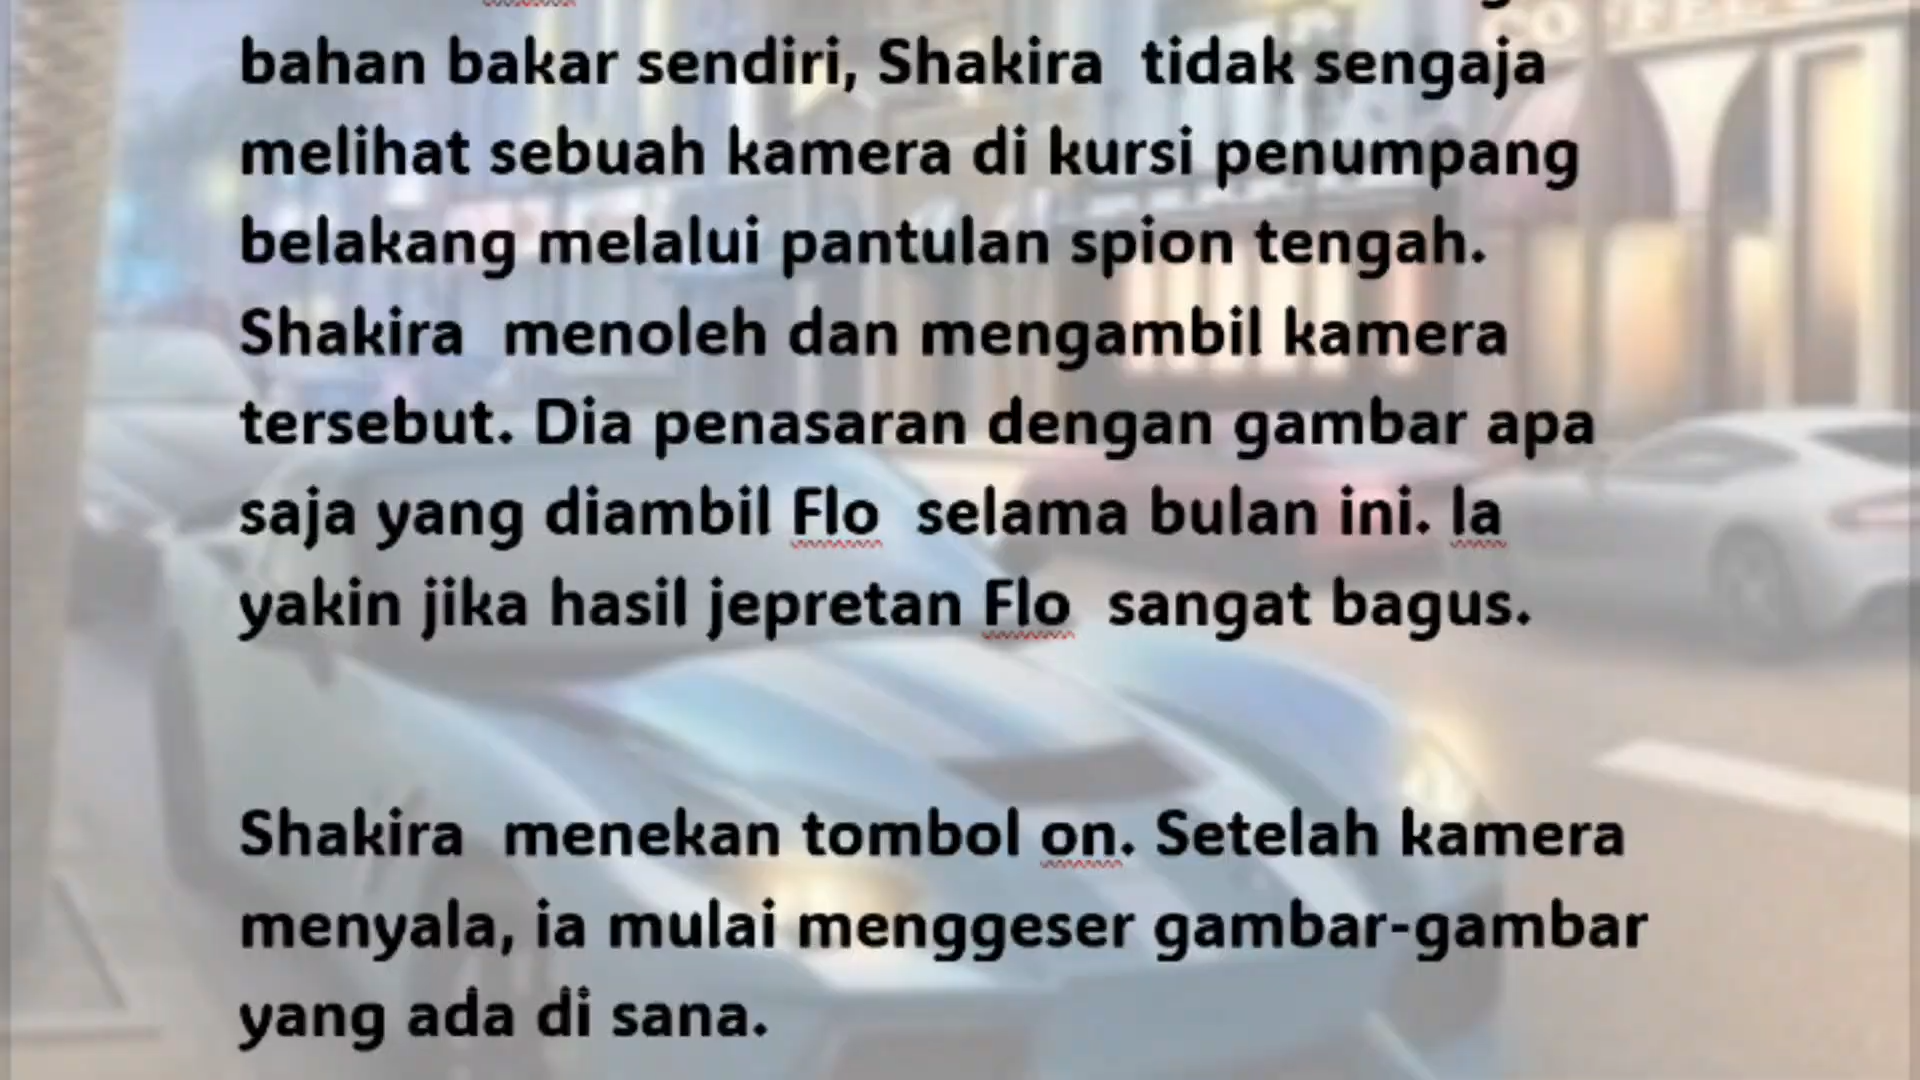 COFFEE
bahan bakar sendiri, Shakira  tidak sengaja
melihat sebuah kamera di kursi penumpang
belakang melalui pantulan spion tengah.
Shakira  menoleh dan mengambil kamera
tersebut. Dia penasaran dengan gambar apa
saja yang diambil Flo  selama bulan ini. Ia
yakin jika hasil jepretan Flo  sangat bagus.
Shakira  menekan tombol on. Setelah kamera
menyala, ia mulai menggeser gambar-gambar
yang ada di sana.